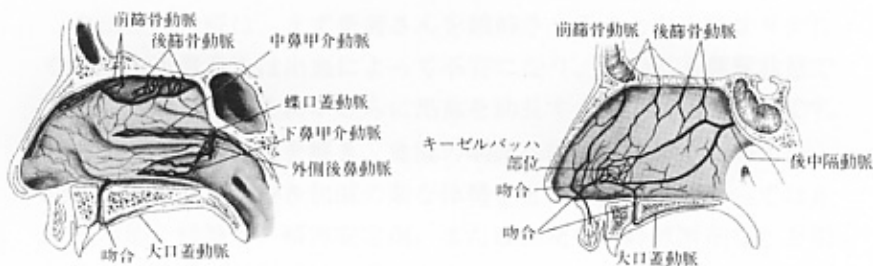 前篩骨動脈
後篩骨動脈
中鼻甲介動脈
蝶口蓋動脈
下鼻甲介動脈
外側後鼻動脈
吻合
大口蓋動脈
前篩骨動脈
後篩骨動脈
キーゼルバッハ
部位
吻合
吻合
後中隔動脈
大口蓋動脈